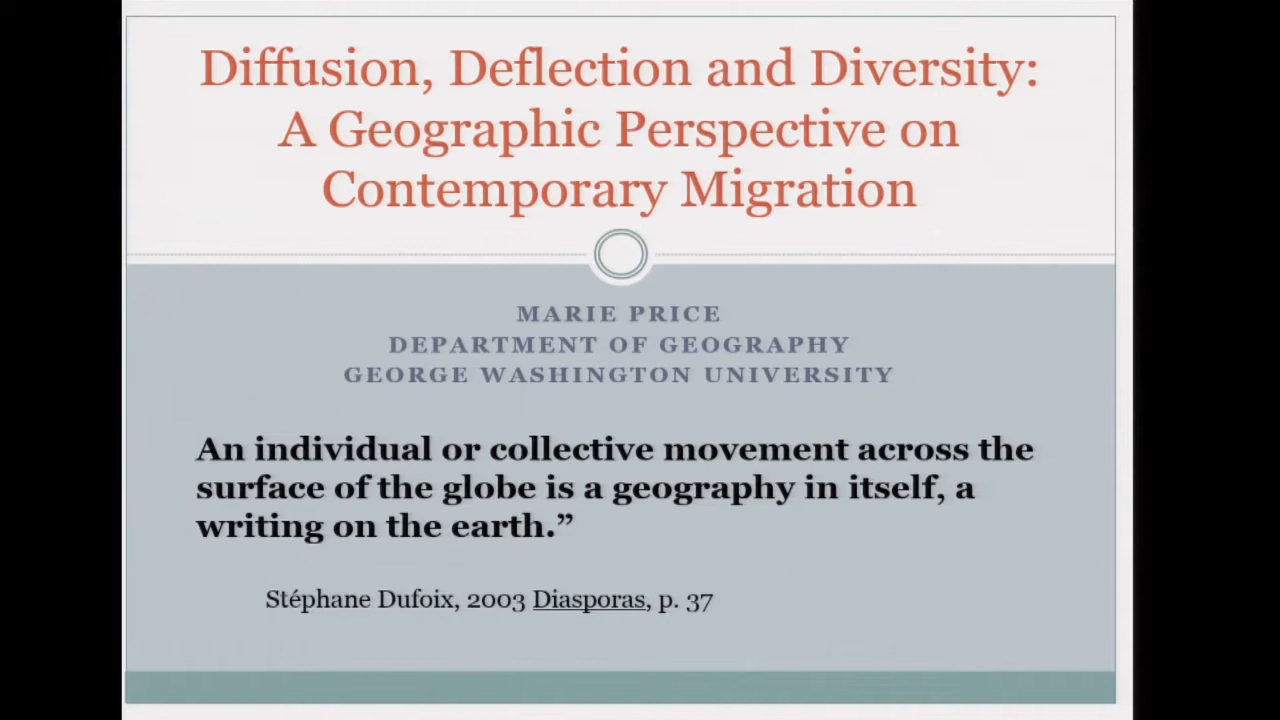 Diffusion, Deflection and Diversity:
A Geographic Perspective on
Contemporary Migration
MARIE PRICE
DEPARTMENT OF GEOGRAPHY
GEORGE WASHINGTON UNIVERSITY
An individual or collective movement across the
surface of the globe is a geography in itself, a
writing on the earth.”
Stéphane Dufoix, 2003 Diasporas, p. 37